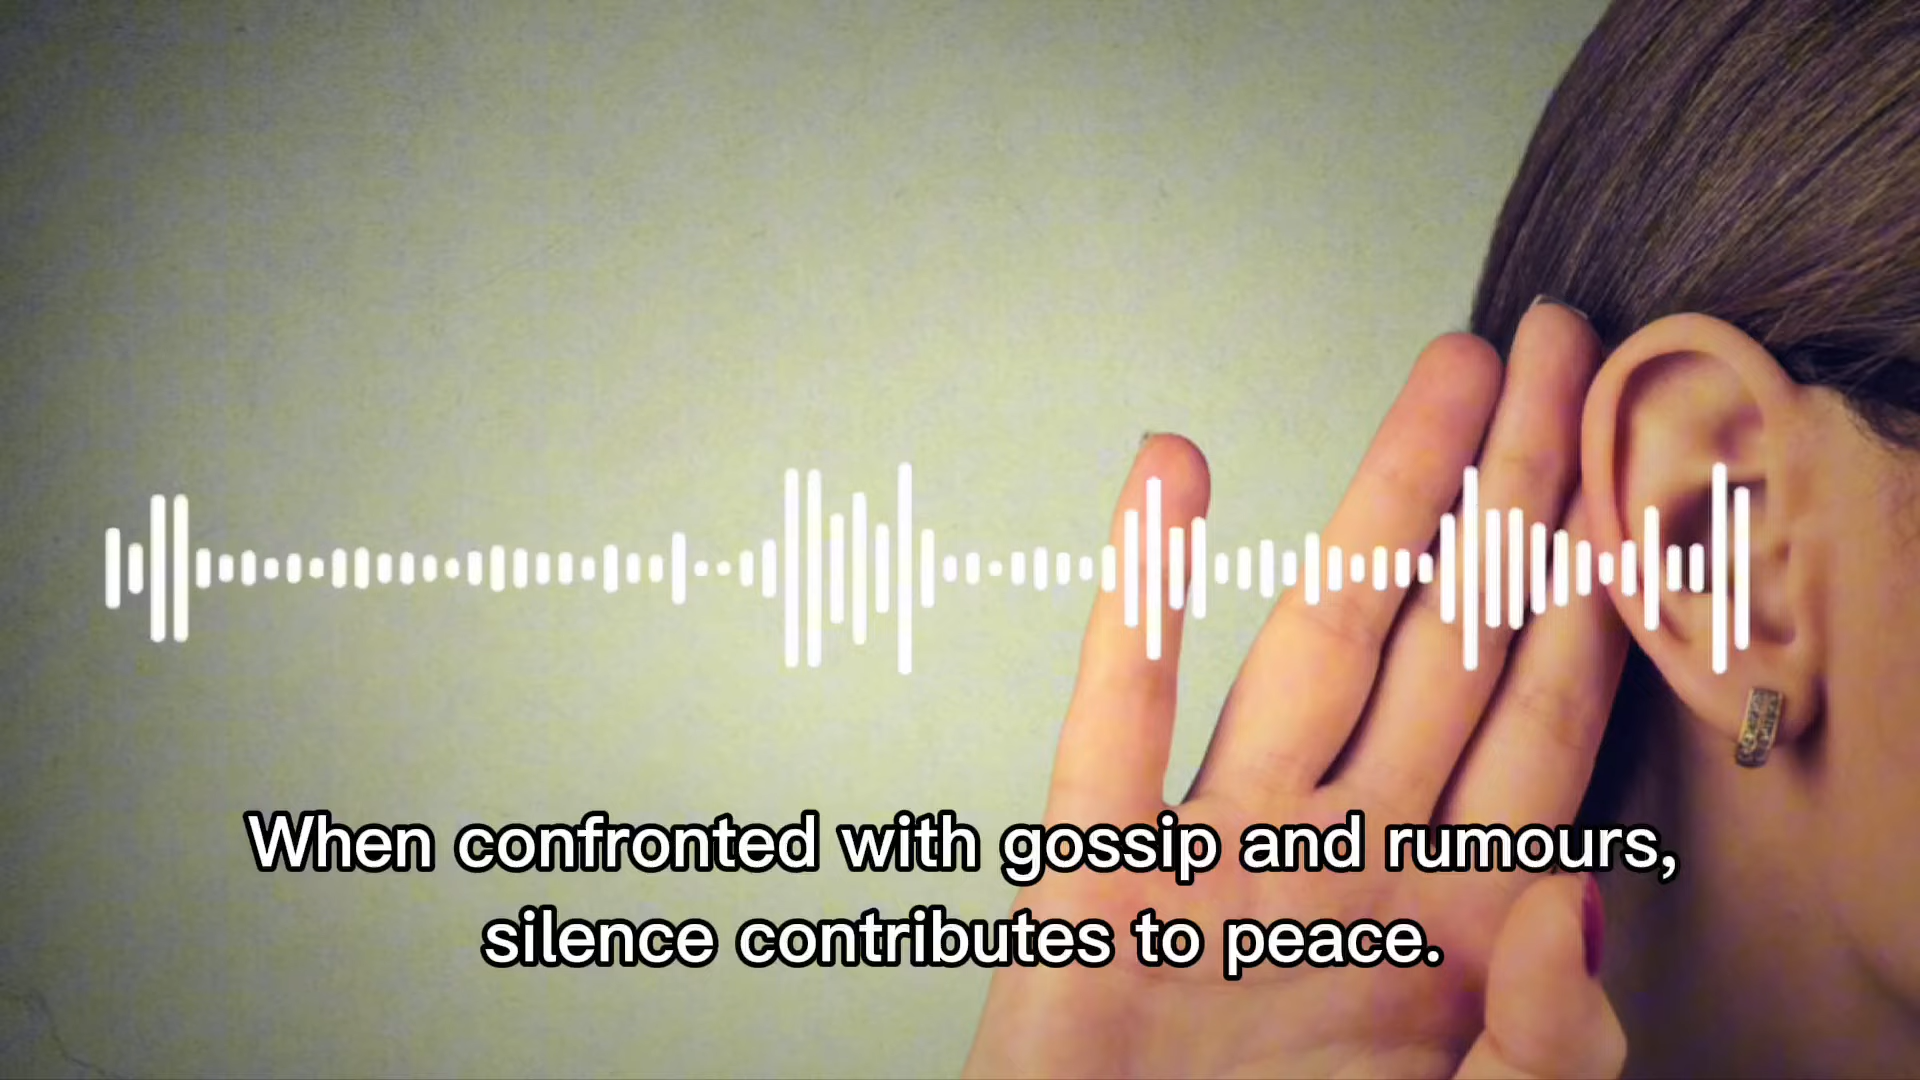 When confronted with gossip and rumours,
silence contributes to peace.